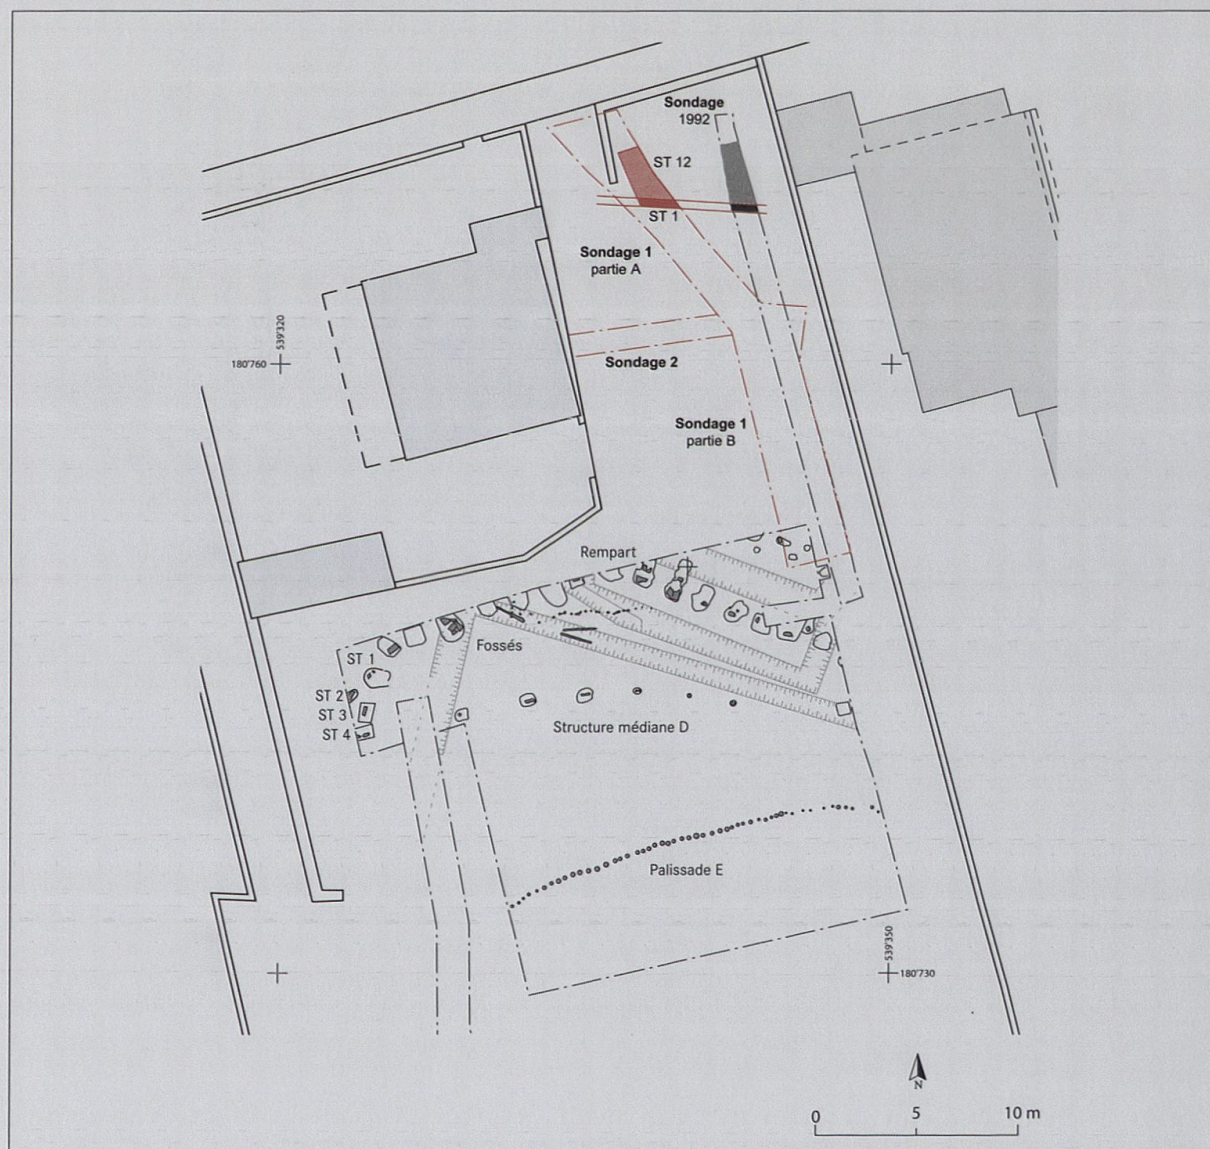 Sondage
1992
ST 12
ST 1
Sondage 1
partie A
539'320
180'760
Sondage 2
Sondage 1
partie B
Rempart
Fossés
ST 1
ST 2
ST 3
ST 4
Structure médiane D
Palissade E
539'350
180'730
N
0 5 10 m